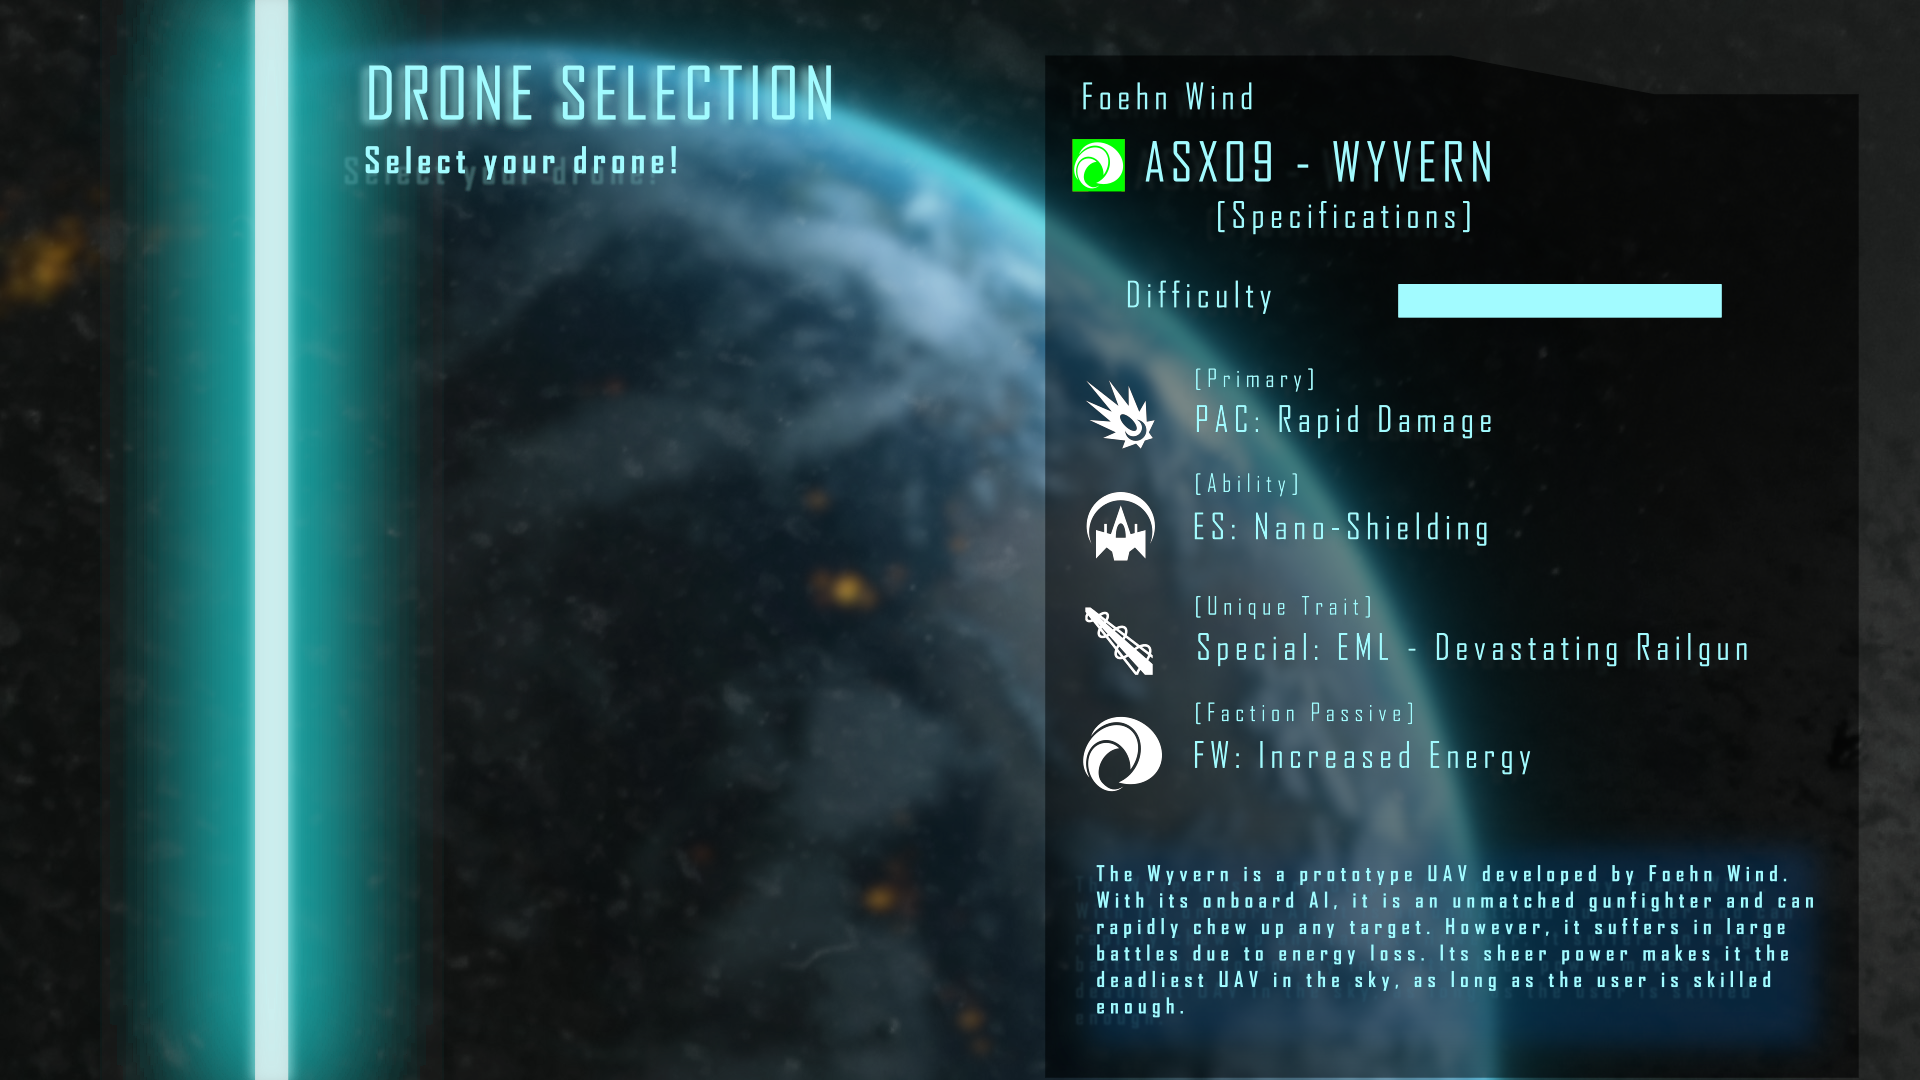 DRONE SELECTION
Select your drone!
Foehn Wind
ASX09 - WYVERN
[Specifications]
Difficulty
[Primary]
PAC: Rapid Damage
[Ability]
ES: Nano-Shielding
[Unique Trait]
Special: EML - Devastating Railgun
[Faction Passive]
FW: Increased Energy
The Wyvern is a prototype UAV developed by Foehn Wind.
With its onboard AI, it is an unmatched gunfighter and can
rapidly chew up any target. However, it suffers in large
battles due to energy loss. Its sheer power makes it the
deadliest UAV in the sky, as long as the user is skilled
enough.